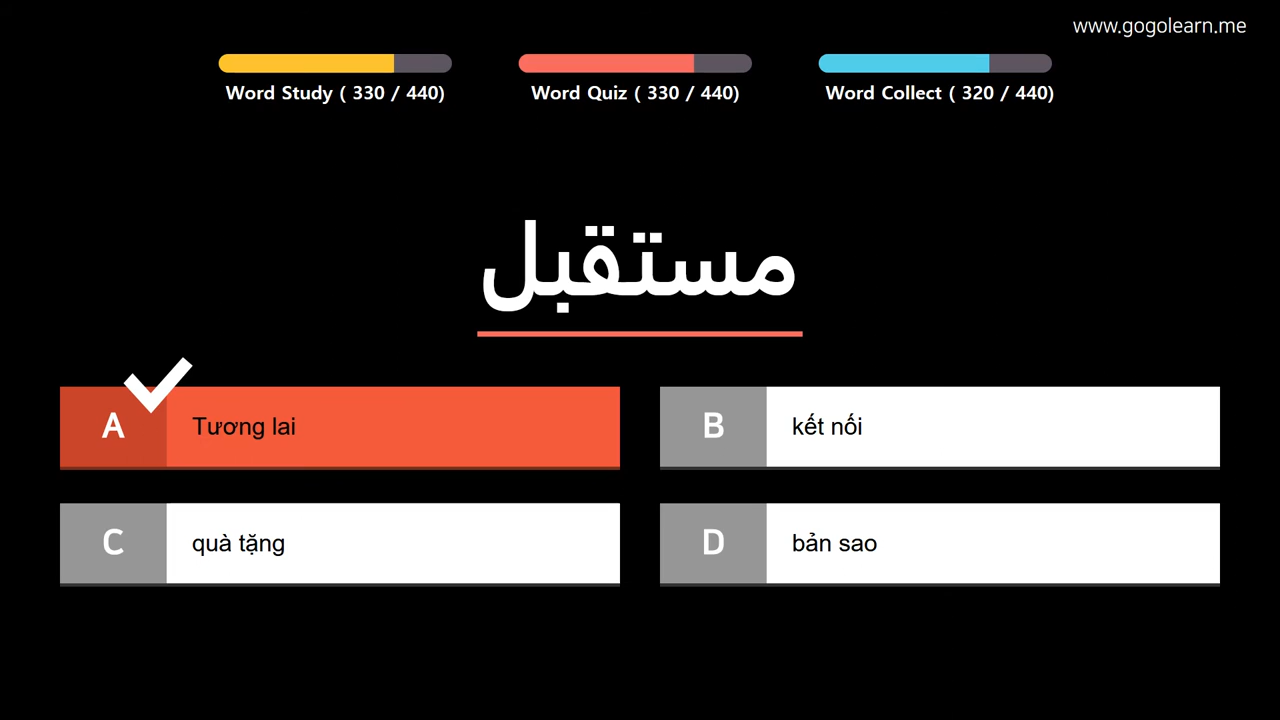 www.gogolearn.me
Word Study ( 330 / 440)
Word Quiz ( 330 / 440)
Word Collect ( 320 / 440)
مستقبل
A
Tương lai
B
kết nối
C
quà tặng
D
bản sao